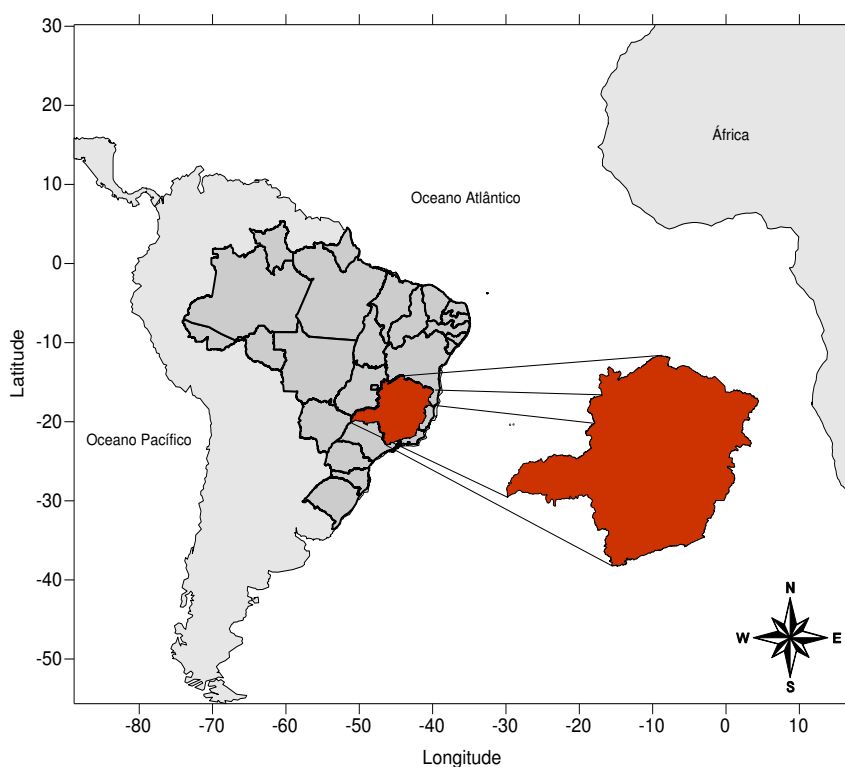 30
20
10
0
-10
-20
-30
-40
-50
Latitude
África
Oceano Atlântico
Oceano Pacífico
N
W E
S
-80 -70 -60 -50 -40 -30 -20 -10 0 10
Longitude